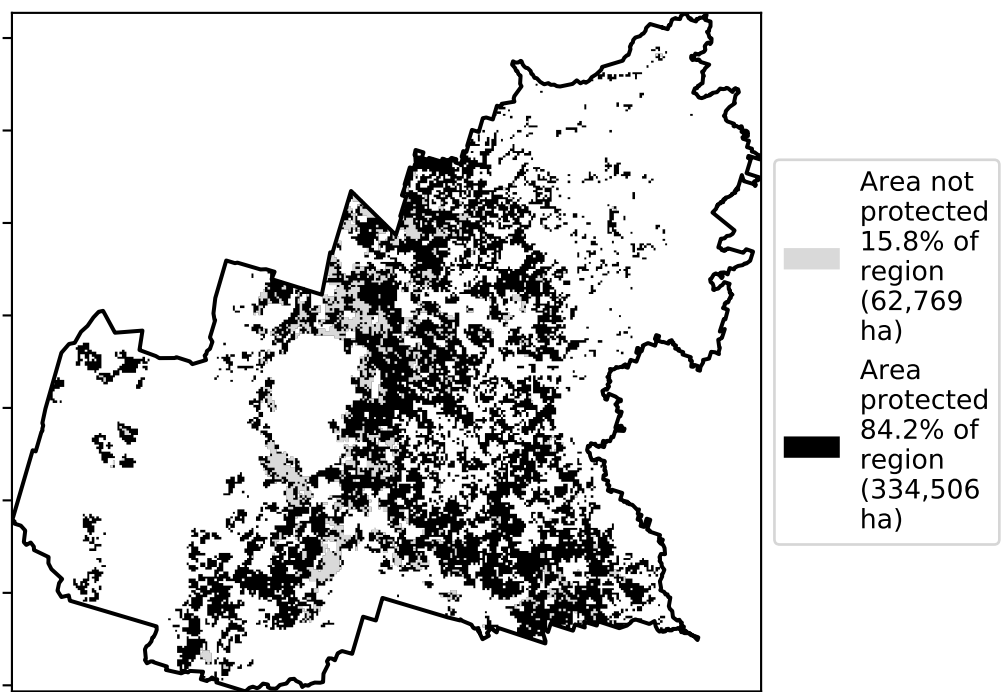 Area not
protected
15.8% of
region
(62,769
ha)
Area
protected
84.2% of
region
(334,506
ha)